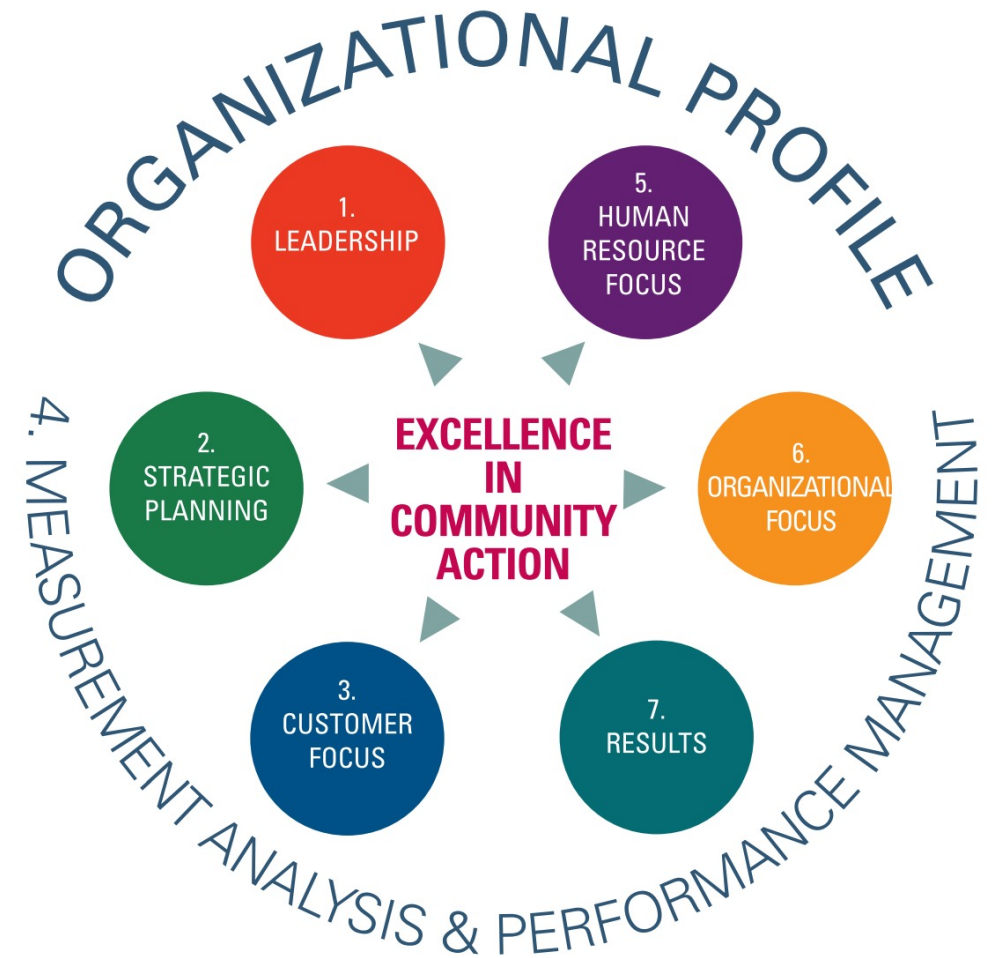 ORGANIZATIONAL PROFILE
1.
LEADERSHIP
5.
HUMAN
RESOURCE
FOCUS
2.
STRATEGIC
PLANNING
EXCELLENCE
IN
COMMUNITY
ACTION
6.
ORGANIZATIONAL
FOCUS
3.
CUSTOMER
FOCUS
7.
RESULTS
4. MEASUREMENT ANALYSIS & PERFORMANCE MANAGEMENT